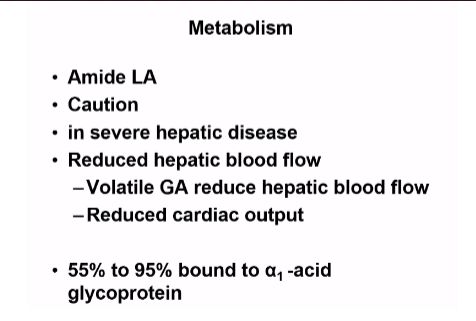 Metabolism
• Amide LA
• Caution
• in severe hepatic disease
• Reduced hepatic blood flow
–Volatile GA reduce hepatic blood flow
–Reduced cardiac output
• 55% to 95% bound to α₁ -acid
glycoprotein